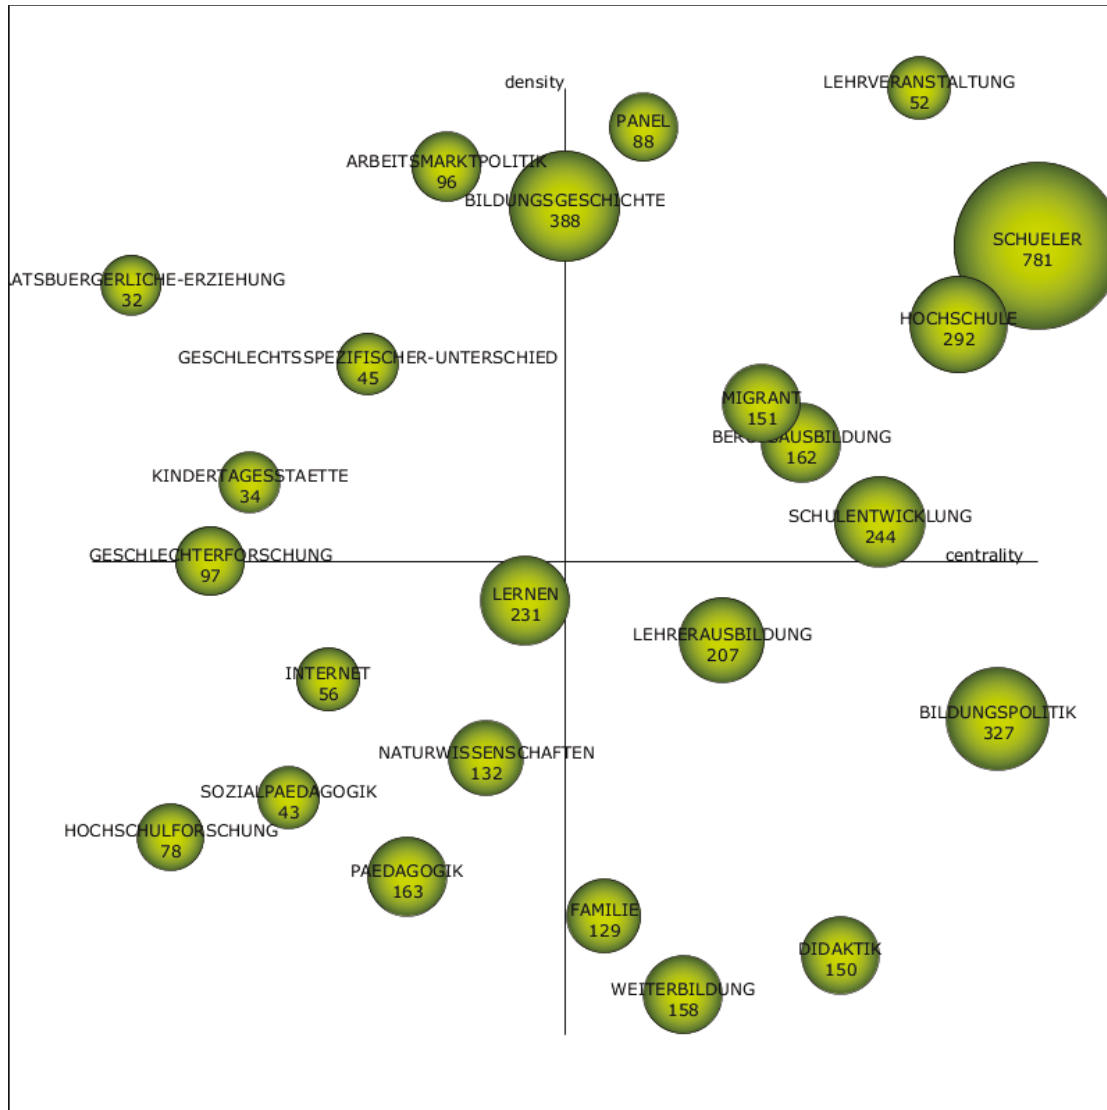 density
LEHRVERANSTALTUNG
52
PANEL
88
ARBEITSMARKTPOLITIK
96
BILDUNGSGESCHICHTE
388
SCHUELER
781
ATSBUERGERLICHE-ERZIEHUNG
32
HOCHSCHULE
292
GESCHLECHTSSPEZIFISCHER-UNTERSCHIED
45
MIGRANT
151
BERUFSAUSBILDUNG
162
KINDERTAGESSTAETTE
34
SCHULENTWICKLUNG
244
GESCHLECHTERFORSCHUNG
97
centrality
LERNEN
231
LEHRERAUSBILDUNG
207
INTERNET
56
BILDUNGSPOLITIK
327
NATURWISSENSCHAFTEN
132
SOZIALPAEDAGOGIK
43
HOCHSCHULFORSCHUNG
78
PAEDAGOGIK
163
FAMILIE
129
DIDAKTIK
150
WEITERBILDUNG
158